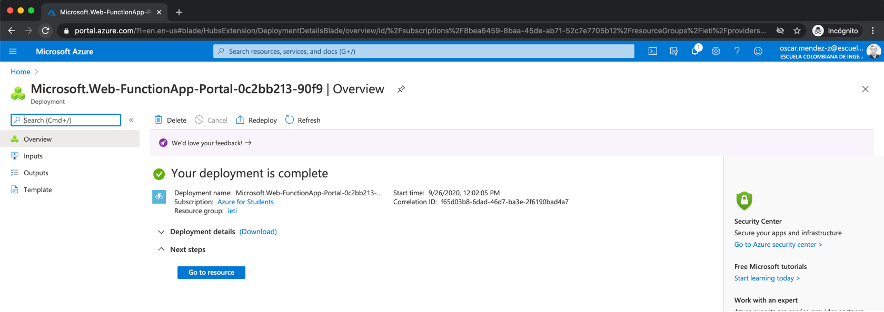 Microsoft.Web-FunctionApp-Po
portal.azure.com/?l=en.en-us#blade/HubsExtension/DeploymentDetailsBlade/overview/id/%2Fsubscriptions%2F8bea6459-8baa-45de-ab71-52c7e7705b12%2FresourceGroups%2Fieti%2Fproviders...
Incógnito
Microsoft Azure
Search resources, services, and docs (G+/)
1
oscar.mendez-z@escuel...
ESCUELA COLOMBIANA DE INGE...
Home
Microsoft.Web-FunctionApp-Portal-0c2bb213-90f9 | Overview
Deployment
Search (Cmd+/)
Delete
Cancel
Redeploy
Refresh
Overview
Inputs
Outputs
Template
We'd love your feedback!
Your deployment is complete
Deployment name: Microsoft.Web-FunctionApp-Portal-0c2bb213-...
Subscription: Azure for Students
Resource group: ieti
Start time: 9/26/2020, 12:02:05 PM
Correlation ID: f65d03b8-6dad-46d7-ba3e-2f6190bad4a7
Deployment details (Download)
Next steps
Go to resource
Security Center
Secure your apps and infrastructure
Go to Azure security center >
Free Microsoft tutorials
Start learning today >
Work with an expert